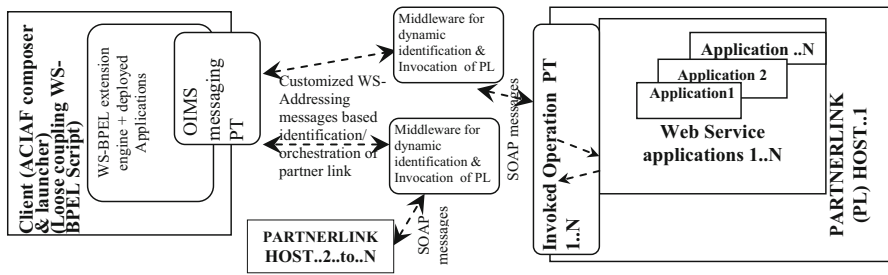 Client (ACIAF composer
& launcher)
(Loose coupling WS-
BPEL Script)
WS-BPEL extension
engine + deployed
Applications
OIMS
messaging
PT
Middleware for
dynamic
identification &
Invocation of PL
Customized WS-
Addressing
messages based
identification/
orchestration of
partner link
Middleware for
dynamic
identification &
Invocation of PL
SOAP
messages
PARTNERLINK
HOST..2..to..N
SOAP messages
Invoked Operation PT
1..N
Application ..N
Application 2
Application1
Web Service
applications 1..N
PARTNERLINK
(PL) HOST..1